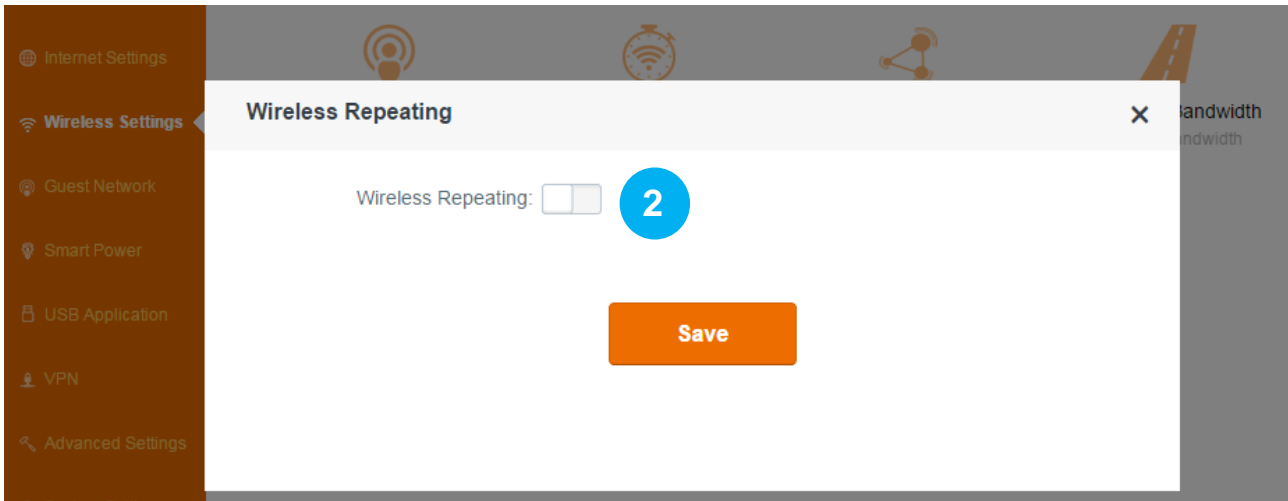 Internet Settings
Wireless Settings
Guest Network
Smart Power
USB Application
VPN
Advanced Settings
Wireless Repeating
×
Wireless Repeating:
2
Save
Bandwidth